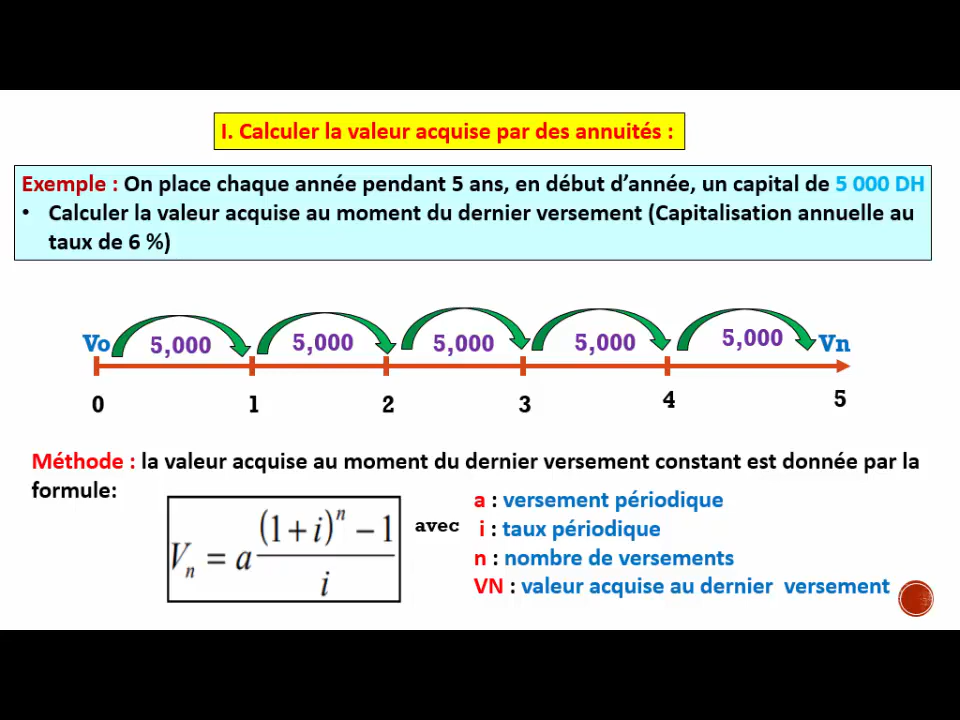 I. Calculer la valeur acquise par des annuités :
Exemple : On place chaque année pendant 5 ans, en début d’année, un capital de 5 000 DH
• Calculer la valeur acquise au moment du dernier versement (Capitalisation annuelle au
taux de 6 %)
Vo 5,000 5,000 5,000 5,000 5,000 Vn
0 1 2 3 4 5
Méthode : la valeur acquise au moment du dernier versement constant est donnée par la
formule:
Vn = a ((1 + i)^n − 1) / i
avec
a : versement périodique
i : taux périodique
n : nombre de versements
VN : valeur acquise au dernier versement